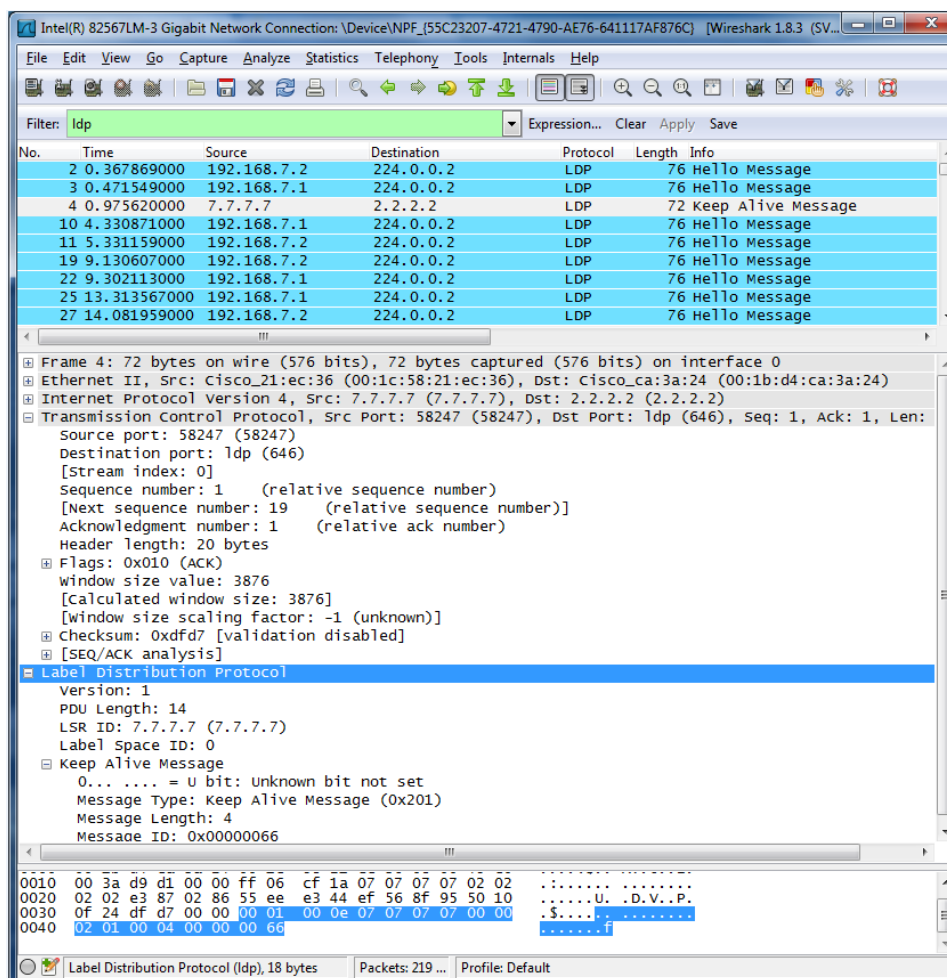 Intel(R) 82567LM-3 Gigabit Network Connection: \Device\NPF_{55C23207-4721-4790-AE76-641117AF876C} [Wireshark 1.8.3 (SV...
File Edit View Go Capture Analyze Statistics Telephony Tools Internals Help
Filter: ldp Expression... Clear Apply Save
No. Time Source Destination Protocol Length Info
2 0.367869000 192.168.7.2 224.0.0.2 LDP 76 Hello Message
3 0.471549000 192.168.7.1 224.0.0.2 LDP 76 Hello Message
4 0.975620000 7.7.7.7 2.2.2.2 LDP 72 Keep Alive Message
10 4.330871000 192.168.7.1 224.0.0.2 LDP 76 Hello Message
11 5.331159000 192.168.7.2 224.0.0.2 LDP 76 Hello Message
19 9.130607000 192.168.7.2 224.0.0.2 LDP 76 Hello Message
22 9.302113000 192.168.7.1 224.0.0.2 LDP 76 Hello Message
25 13.313567000 192.168.7.1 224.0.0.2 LDP 76 Hello Message
27 14.081959000 192.168.7.2 224.0.0.2 LDP 76 Hello Message
Frame 4: 72 bytes on wire (576 bits), 72 bytes captured (576 bits) on interface 0
Ethernet II, Src: Cisco_21:ec:36 (00:1c:58:21:ec:36), Dst: Cisco_ca:3a:24 (00:1b:d4:ca:3a:24)
Internet Protocol Version 4, Src: 7.7.7.7 (7.7.7.7), Dst: 2.2.2.2 (2.2.2.2)
Transmission Control Protocol, Src Port: 58247 (58247), Dst Port: ldp (646), Seq: 1, Ack: 1, Len:
Source port: 58247 (58247)
Destination port: ldp (646)
[Stream index: 0]
Sequence number: 1 (relative sequence number)
[Next sequence number: 19 (relative sequence number)]
Acknowledgment number: 1 (relative ack number)
Header length: 20 bytes
Flags: 0x010 (ACK)
Window size value: 3876
[Calculated window size: 3876]
[Window size scaling factor: -1 (unknown)]
Checksum: 0xdfd7 [validation disabled]
[SEQ/ACK analysis]
Label Distribution Protocol
Version: 1
PDU Length: 14
LSR ID: 7.7.7.7 (7.7.7.7)
Label Space ID: 0
Keep Alive Message
0... .... = U bit: Unknown bit not set
Message Type: Keep Alive Message (0x201)
Message Length: 4
Message ID: 0x00000066
0010 00 3a d9 d1 00 00 ff 06 cf 1a 07 07 07 07 02 02 .:...... ........
0020 02 02 e3 87 02 86 55 ee e3 44 ef 56 8f 95 50 10 ......U. .D.V..P.
0030 0f 24 df d7 00 00 00 01 00 0e 07 07 07 07 00 00 .$...... ........
0040 02 01 00 04 00 00 00 66 .......f
Label Distribution Protocol (ldp), 18 bytes Packets: 219 ... Profile: Default